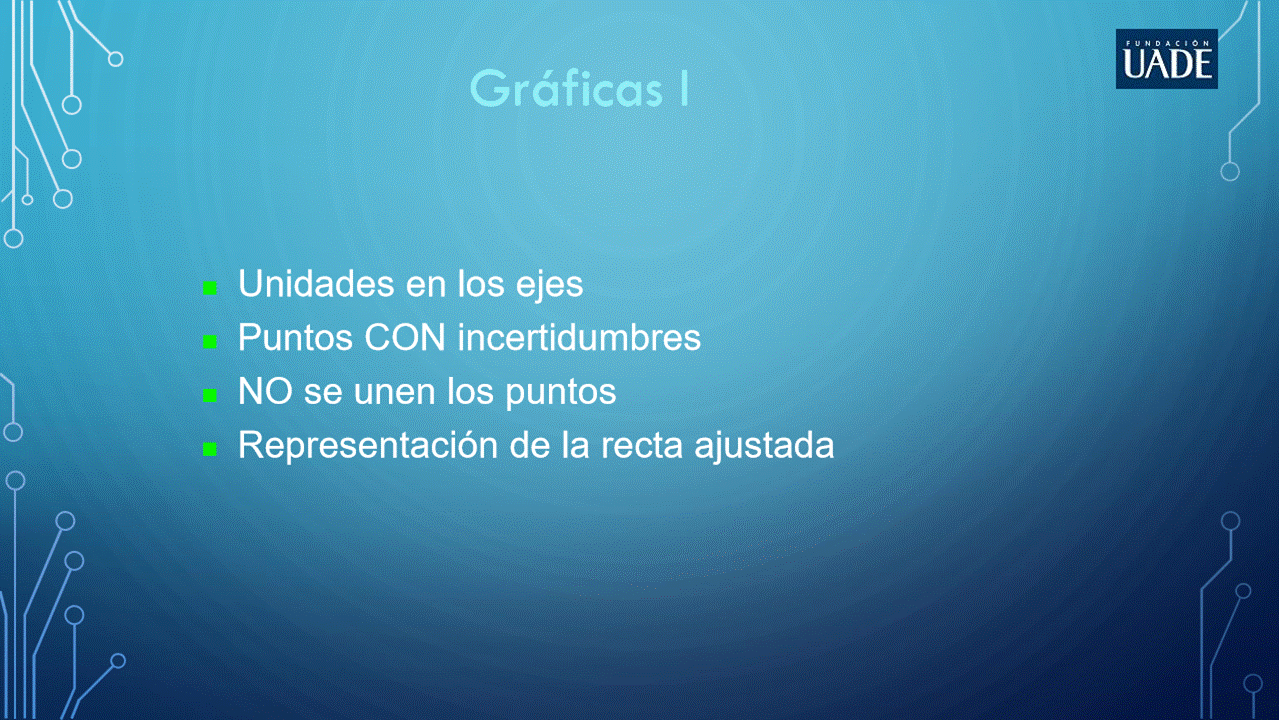 FUNDACIÓN
UADE
Gráficas I
Unidades en los ejes
Puntos CON incertidumbres
NO se unen los puntos
Representación de la recta ajustada